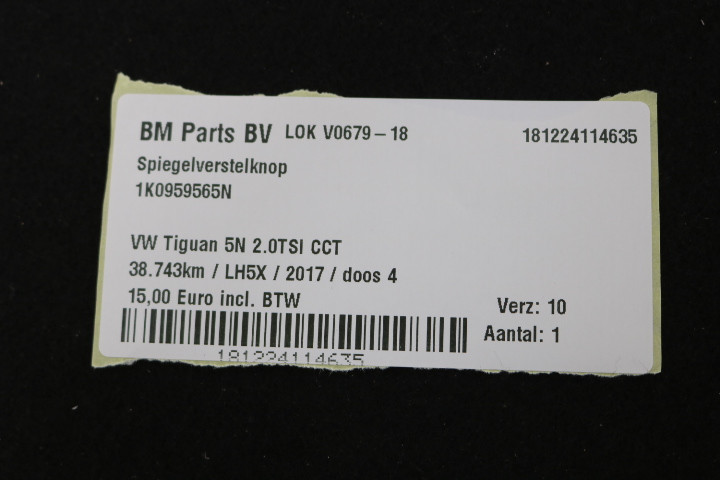 BM Parts BV LOK V0679-18 181224114635
Spiegelverstelknop
1K0959565N
VW Tiguan 5N 2.0TSI CCT
38.743km / LH5X / 2017 / doos 4
15,00 Euro incl. BTW Verz: 10
Aantal: 1
181224114635